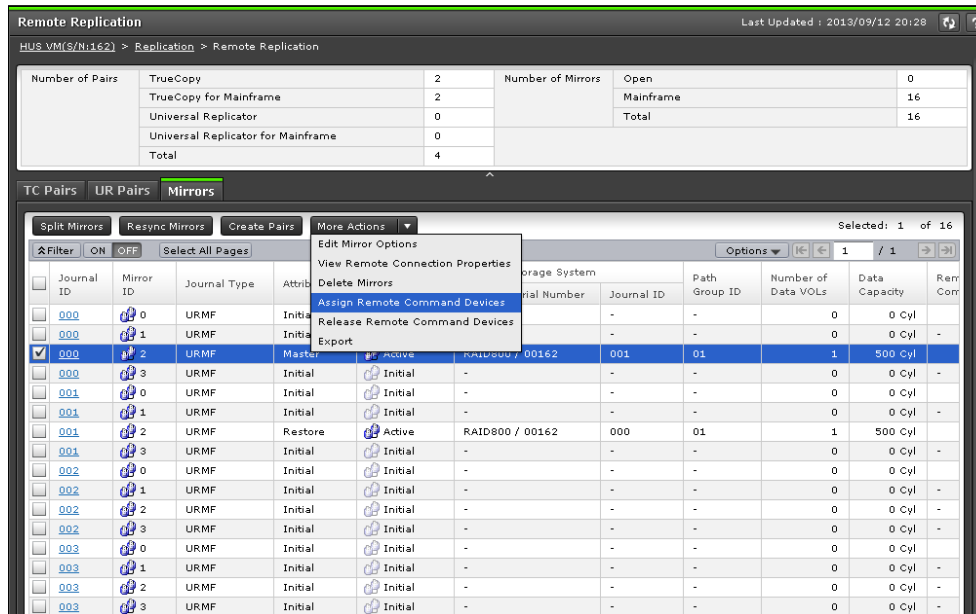 Remote Replication Last Updated : 2013/09/12 20:28 ?
HUS VM(S/N:162) > Replication > Remote Replication
Number of Pairs TrueCopy 2 Number of Mirrors Open 0
TrueCopy for Mainframe 2 Mainframe 16
Universal Replicator 0 Total 16
Universal Replicator for Mainframe 0
Total 4
TC Pairs UR Pairs Mirrors
Split Mirrors Resync Mirrors Create Pairs More Actions Selected: 1 of 16
Filter ON OFF Select All Pages Options 1 / 1
Edit Mirror Options
View Remote Connection Properties
Delete Mirrors
Assign Remote Command Devices
Release Remote Command Devices
Export
Journal ID Mirror ID Journal Type Attrib orage System rial Number Journal ID Path Group ID Number of Data VOLs Data Capacity Rem Com
000 0 URMF Initia - - 0 0 Cyl
000 1 URMF Initia - - 0 0 Cyl -
000 2 URMF Master Active RAID800 / 00162 001 01 1 500 Cyl
000 3 URMF Initial Initial - - - 0 0 Cyl -
001 0 URMF Initial Initial - - - 0 0 Cyl
001 1 URMF Initial Initial - - - 0 0 Cyl -
001 2 URMF Restore Active RAID800 / 00162 000 01 1 500 Cyl
001 3 URMF Initial Initial - - - 0 0 Cyl -
002 0 URMF Initial Initial - - - 0 0 Cyl
002 1 URMF Initial Initial - - - 0 0 Cyl -
002 2 URMF Initial Initial - - - 0 0 Cyl -
002 3 URMF Initial Initial - - - 0 0 Cyl -
003 0 URMF Initial Initial - - - 0 0 Cyl
003 1 URMF Initial Initial - - - 0 0 Cyl -
003 2 URMF Initial Initial - - - 0 0 Cyl -
003 3 URMF Initial Initial - - - 0 0 Cyl -